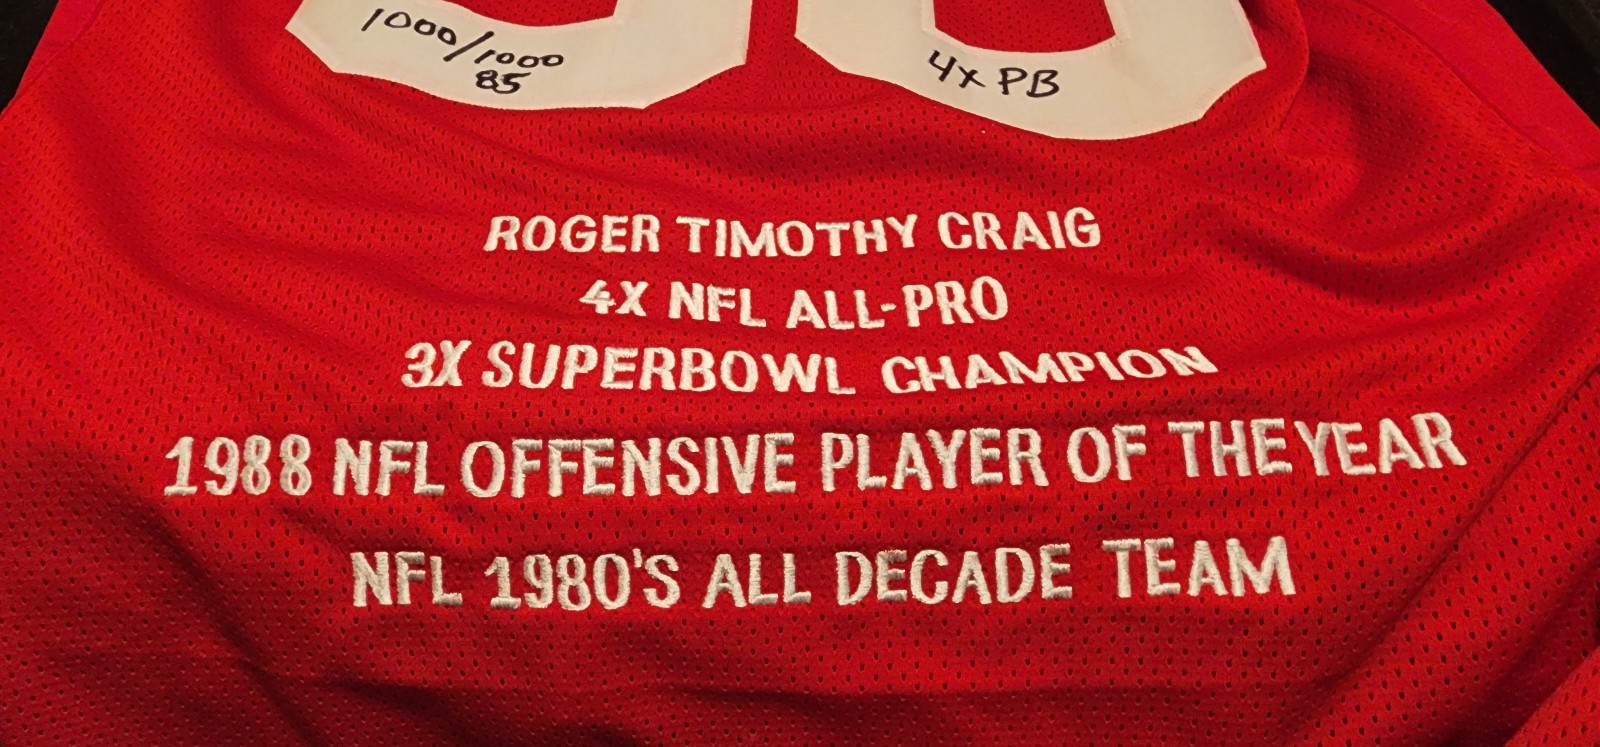 1000/1000
85
4x PB
ROGER TIMOTHY CRAIG
4X NFL ALL-PRO
3X SUPERBOWL CHAMPION
1988 NFL OFFENSIVE PLAYER OF THE YEAR
NFL 1980'S ALL DECADE TEAM